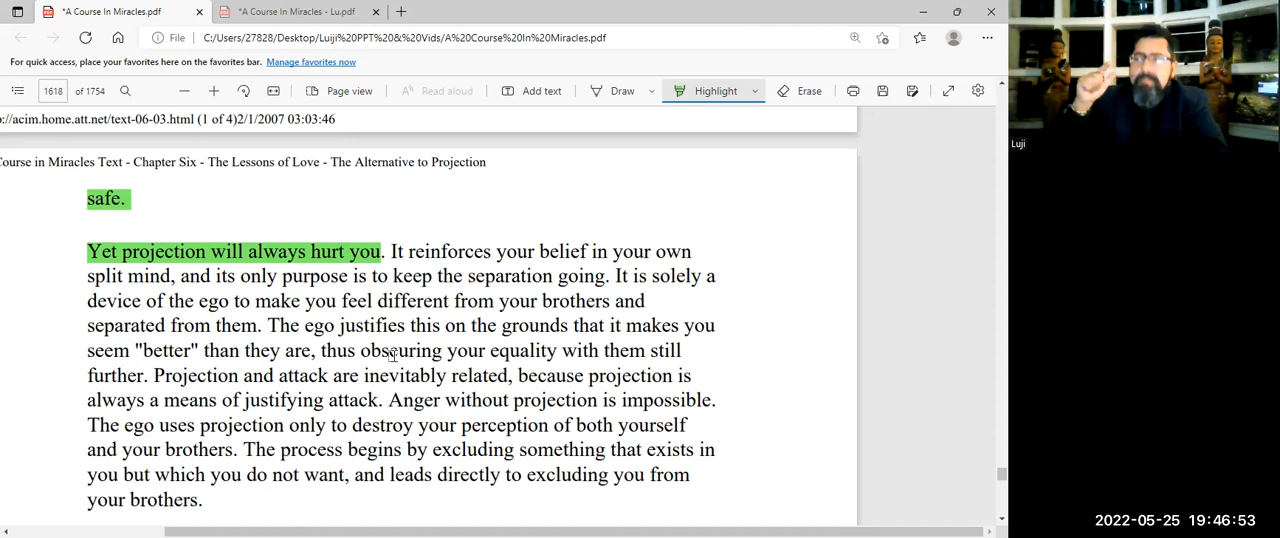 *A Course In Miracles.pdf
*A Course In Miracles - Lu.pdf
File
C:/Users/27828/Desktop/Luiji%20PPT%20&%20Vids/A%20Course%20In%20Miracles.pdf
For quick access, place your favorites here on the favorites bar. Manage favorites now
1618 of 1754
Page view
Read aloud
Add text
Draw
Highlight
Erase
://acim.home.att.net/text-06-03.html (1 of 4)2/1/2007 03:03:46
Course in Miracles Text - Chapter Six - The Lessons of Love - The Alternative to Projection
safe.
Yet projection will always hurt you. It reinforces your belief in your own
split mind, and its only purpose is to keep the separation going. It is solely a
device of the ego to make you feel different from your brothers and
separated from them. The ego justifies this on the grounds that it makes you
seem "better" than they are, thus obscuring your equality with them still
further. Projection and attack are inevitably related, because projection is
always a means of justifying attack. Anger without projection is impossible.
The ego uses projection only to destroy your perception of both yourself
and your brothers. The process begins by excluding something that exists in
you but which you do not want, and leads directly to excluding you from
your brothers.
Luji
2022-05-25 19:46:53